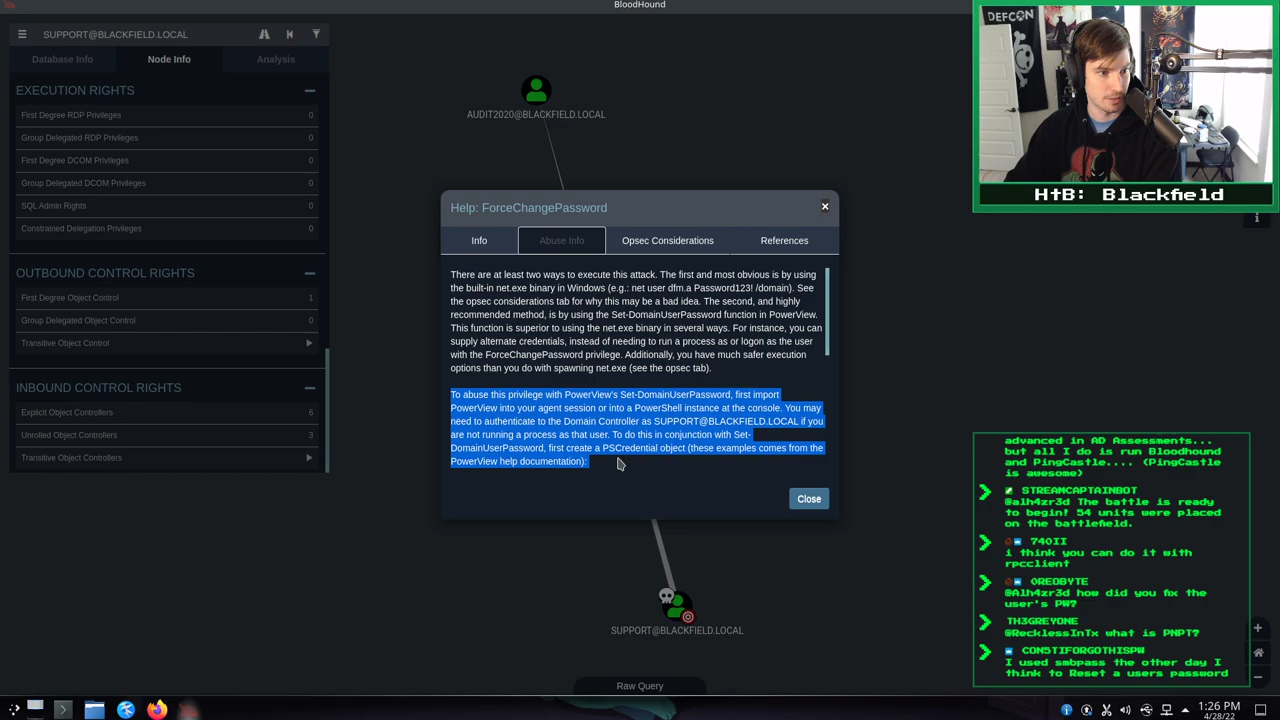 BloodHound
SUPPORT@BLACKFIELD.LOCAL
Database Info
Node Info
Analysis
EXECUTION RIGHTS
First Degree RDP Privileges 0
Group Delegated RDP Privileges 0
First Degree DCOM Privileges 0
Group Delegated DCOM Privileges 0
SQL Admin Rights 0
Constrained Delegation Privileges 0
OUTBOUND CONTROL RIGHTS
First Degree Object Control 1
Group Delegated Object Control 0
Transitive Object Control
INBOUND CONTROL RIGHTS
Explicit Object Controllers 6
Unrolled Object Controllers 3
Transitive Object Controllers
AUDIT2020@BLACKFIELD.LOCAL
Help: ForceChangePassword
×
Info
Abuse Info
Opsec Considerations
References
There are at least two ways to execute this attack. The first and most obvious is by using
the built-in net.exe binary in Windows (e.g.: net user dfm.a Password123! /domain). See
the opsec considerations tab for why this may be a bad idea. The second, and highly
recommended method, is by using the Set-DomainUserPassword function in PowerView.
This function is superior to using the net.exe binary in several ways. For instance, you can
supply alternate credentials, instead of needing to run a process as or logon as the user
with the ForceChangePassword privilege. Additionally, you have much safer execution
options than you do with spawning net.exe (see the opsec tab).
To abuse this privilege with PowerView's Set-DomainUserPassword, first import
PowerView into your agent session or into a PowerShell instance at the console. You may
need to authenticate to the Domain Controller as SUPPORT@BLACKFIELD.LOCAL if you
are not running a process as that user. To do this in conjunction with Set-
DomainUserPassword, first create a PSCredential object (these examples comes from the
PowerView help documentation):
Close
SUPPORT@BLACKFIELD.LOCAL
Raw Query
DEFCON
HtB: Blackfield
advanced in AD Assessments...
but all I do is run Bloodhound
and PingCastle.... (PingCastle
is awesome)
STREAMCAPTAINBOT
@alh4zr3d The battle is ready
to begin! 54 units were placed
on the battlefield.
740II
i think you can do it with
rpcclient
0REOBYTE
@Alh4zr3d how did you fix the
user's PW?
TH3GREYONE
@RecklessInTx what is PNPT?
CON5TIFORGOTHISPW
I used smbpass the other day I
think to Reset a users password
1:26 PM
4/28/22